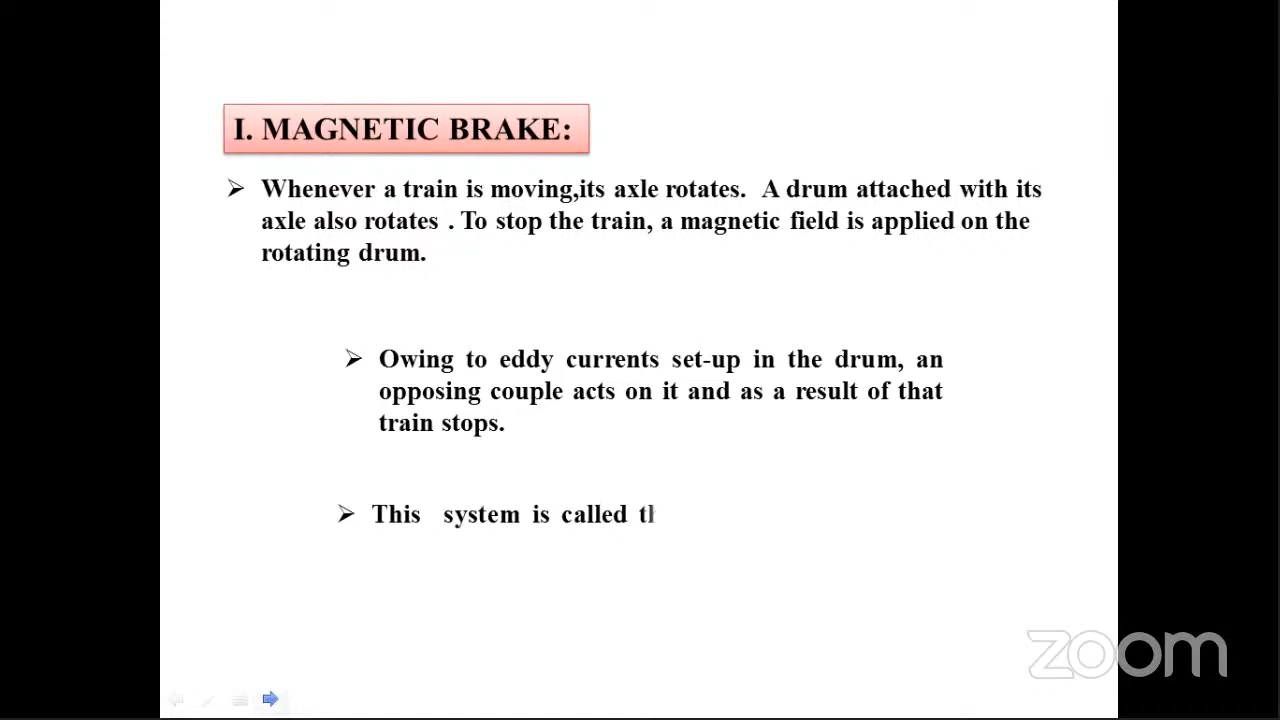 I. MAGNETIC BRAKE:
➢ Whenever a train is moving,its axle rotates. A drum attached with its
axle also rotates . To stop the train, a magnetic field is applied on the
rotating drum.
➢ Owing to eddy currents set-up in the drum, an
opposing couple acts on it and as a result of that
train stops.
➢ This system is called
zoom